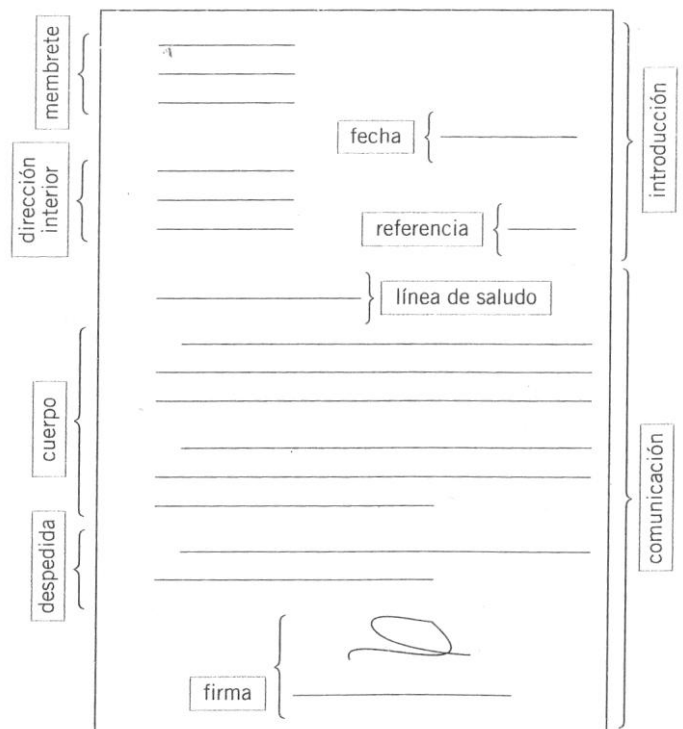 membrete
fecha
introducción
dirección
interior
referencia
línea de saludo
cuerpo
comunicación
despedida
firma